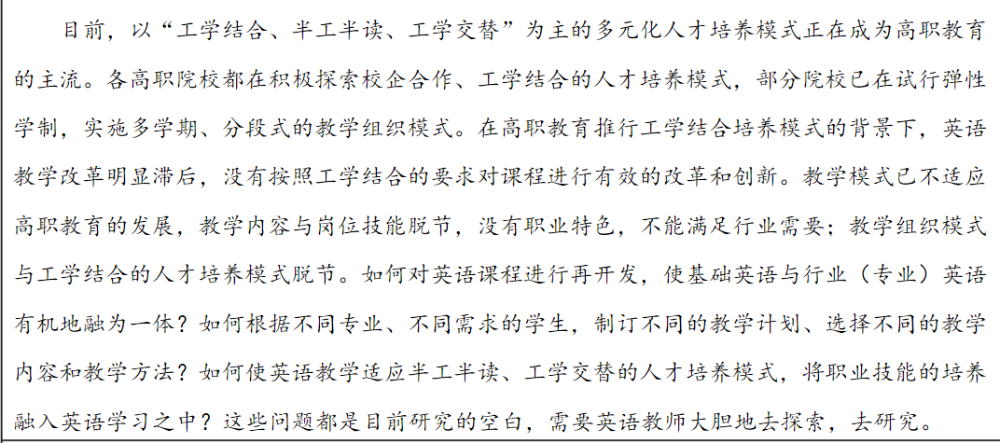 目前，以“工学结合、半工半读、工学交替”为主的多元化人才培养模式正在成为高职教育
的主流。各高职院校都在积极探索校企合作、工学结合的人才培养模式，部分院校已在试行弹性
学制，实施多学期、分段式的教学组织模式。在高职教育推行工学结合培养模式的背景下，英语
教学改革明显滞后，没有按照工学结合的要求对课程进行有效的改革和创新。教学模式已不适应
高职教育的发展，教学内容与岗位技能脱节，没有职业特色，不能满足行业需要；教学组织模式
与工学结合的人才培养模式脱节。如何对英语课程进行再开发，使基础英语与行业（专业）英语
有机地融为一体？如何根据不同专业、不同需求的学生，制订不同的教学计划、选择不同的教学
内容和教学方法？如何使英语教学适应半工半读、工学交替的人才培养模式，将职业技能的培养
融入英语学习之中？这些问题都是目前研究的空白，需要英语教师大胆地去探索，去研究。